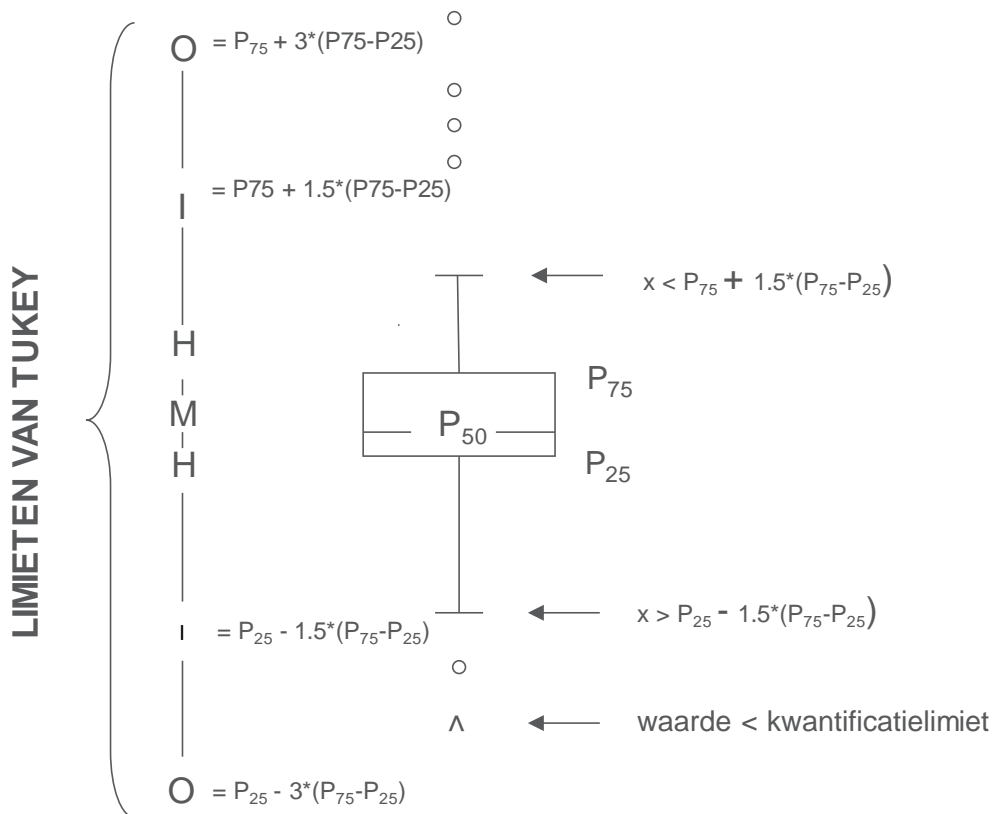 LIMIETEN VAN TUKEY
O = P75 + 3*(P75-P25)
I = P75 + 1.5*(P75-P25)
x < P75 + 1.5*(P75-P25)
H
P75
M
P50
H
P25
x > P25 - 1.5*(P75-P25)
I = P25 - 1.5*(P75-P25)
^ waarde < kwantificatielimiet
O = P25 - 3*(P75-P25)